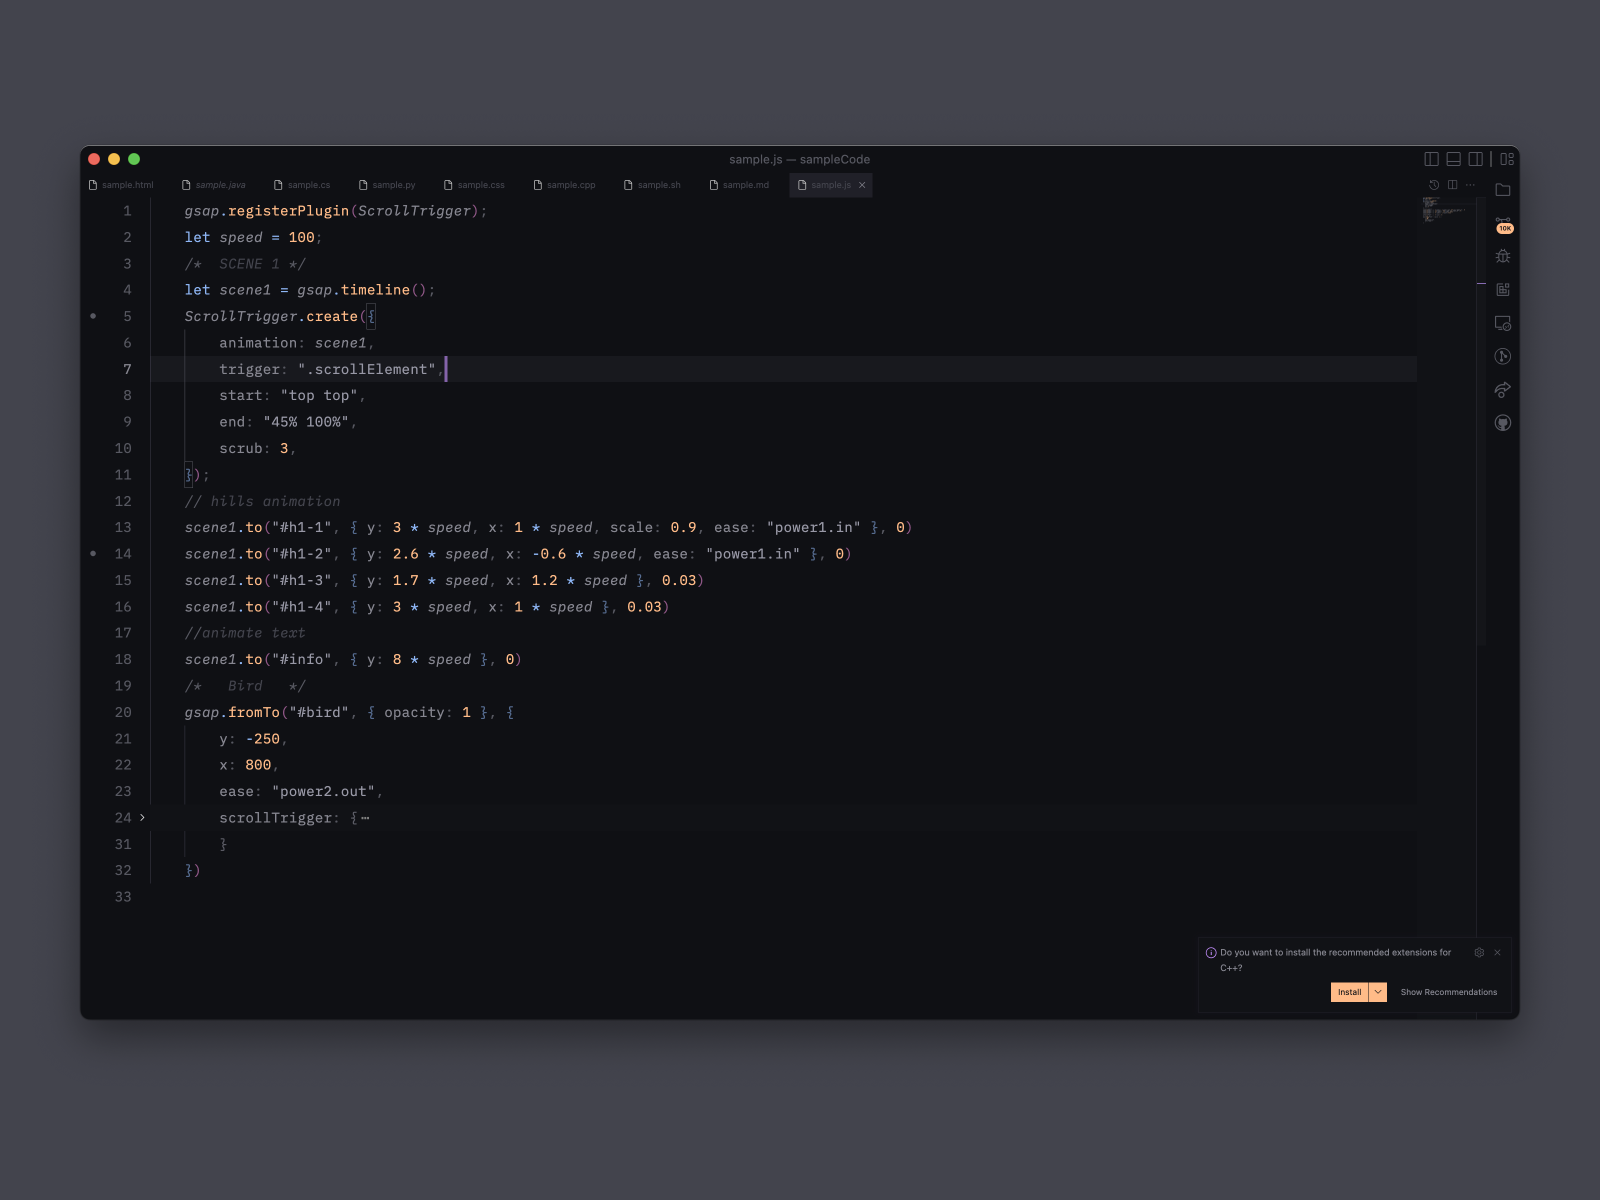 sample.js — sampleCode
sample.html sample.java sample.cs sample.py sample.css sample.cpp sample.sh sample.md sample.js
1 gsap.registerPlugin(ScrollTrigger);
2 let speed = 100;
3 /*  SCENE 1 */
4 let scene1 = gsap.timeline();
5 ScrollTrigger.create({
6     animation: scene1,
7     trigger: ".scrollElement",
8     start: "top top",
9     end: "45% 100%",
10     scrub: 3,
11 });
12 // hills animation
13 scene1.to("#h1-1", { y: 3 * speed, x: 1 * speed, scale: 0.9, ease: "power1.in" }, 0)
14 scene1.to("#h1-2", { y: 2.6 * speed, x: -0.6 * speed, ease: "power1.in" }, 0)
15 scene1.to("#h1-3", { y: 1.7 * speed, x: 1.2 * speed }, 0.03)
16 scene1.to("#h1-4", { y: 3 * speed, x: 1 * speed }, 0.03)
17 //animate text
18 scene1.to("#info", { y: 8 * speed }, 0)
19 /*   Bird   */
20 gsap.fromTo("#bird", { opacity: 1 }, {
21     y: -250,
22     x: 800,
23     ease: "power2.out",
24     scrollTrigger: {⋯
31     }
32 })
33
10K
Do you want to install the recommended extensions for
C++?
Install Show Recommendations